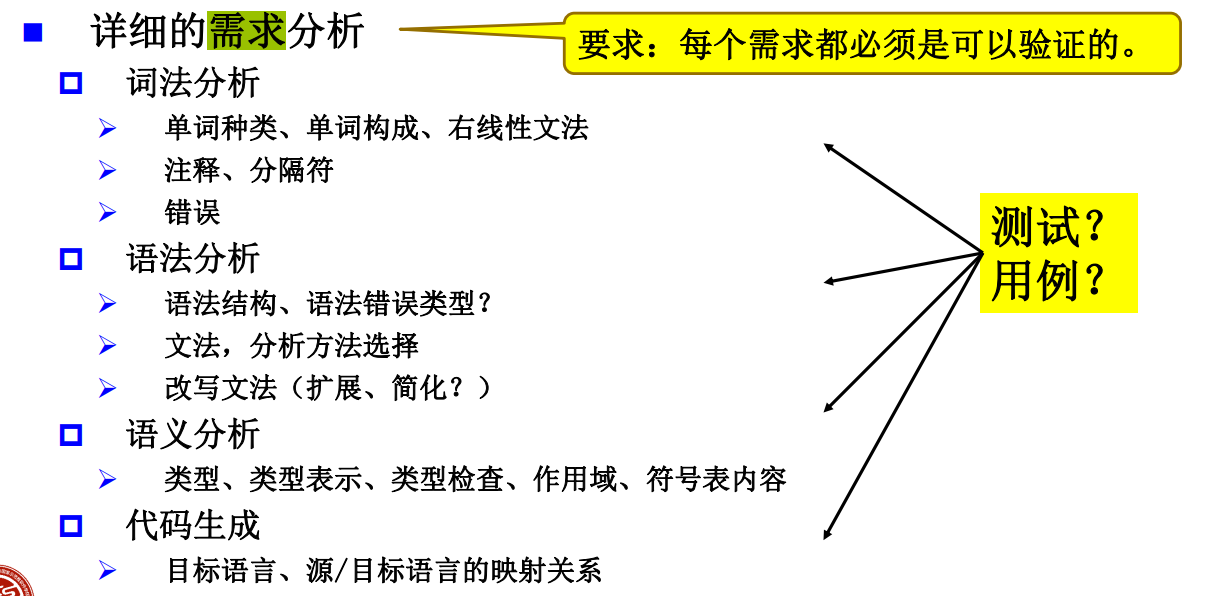 详细的需求分析
要求：每个需求都必须是可以验证的。
词法分析
单词种类、单词构成、右线性文法
注释、分隔符
错误
测试？
用例？
语法分析
语法结构、语法错误类型？
文法，分析方法选择
改写文法（扩展、简化？）
语义分析
类型、类型表示、类型检查、作用域、符号表内容
代码生成
目标语言、源/目标语言的映射关系